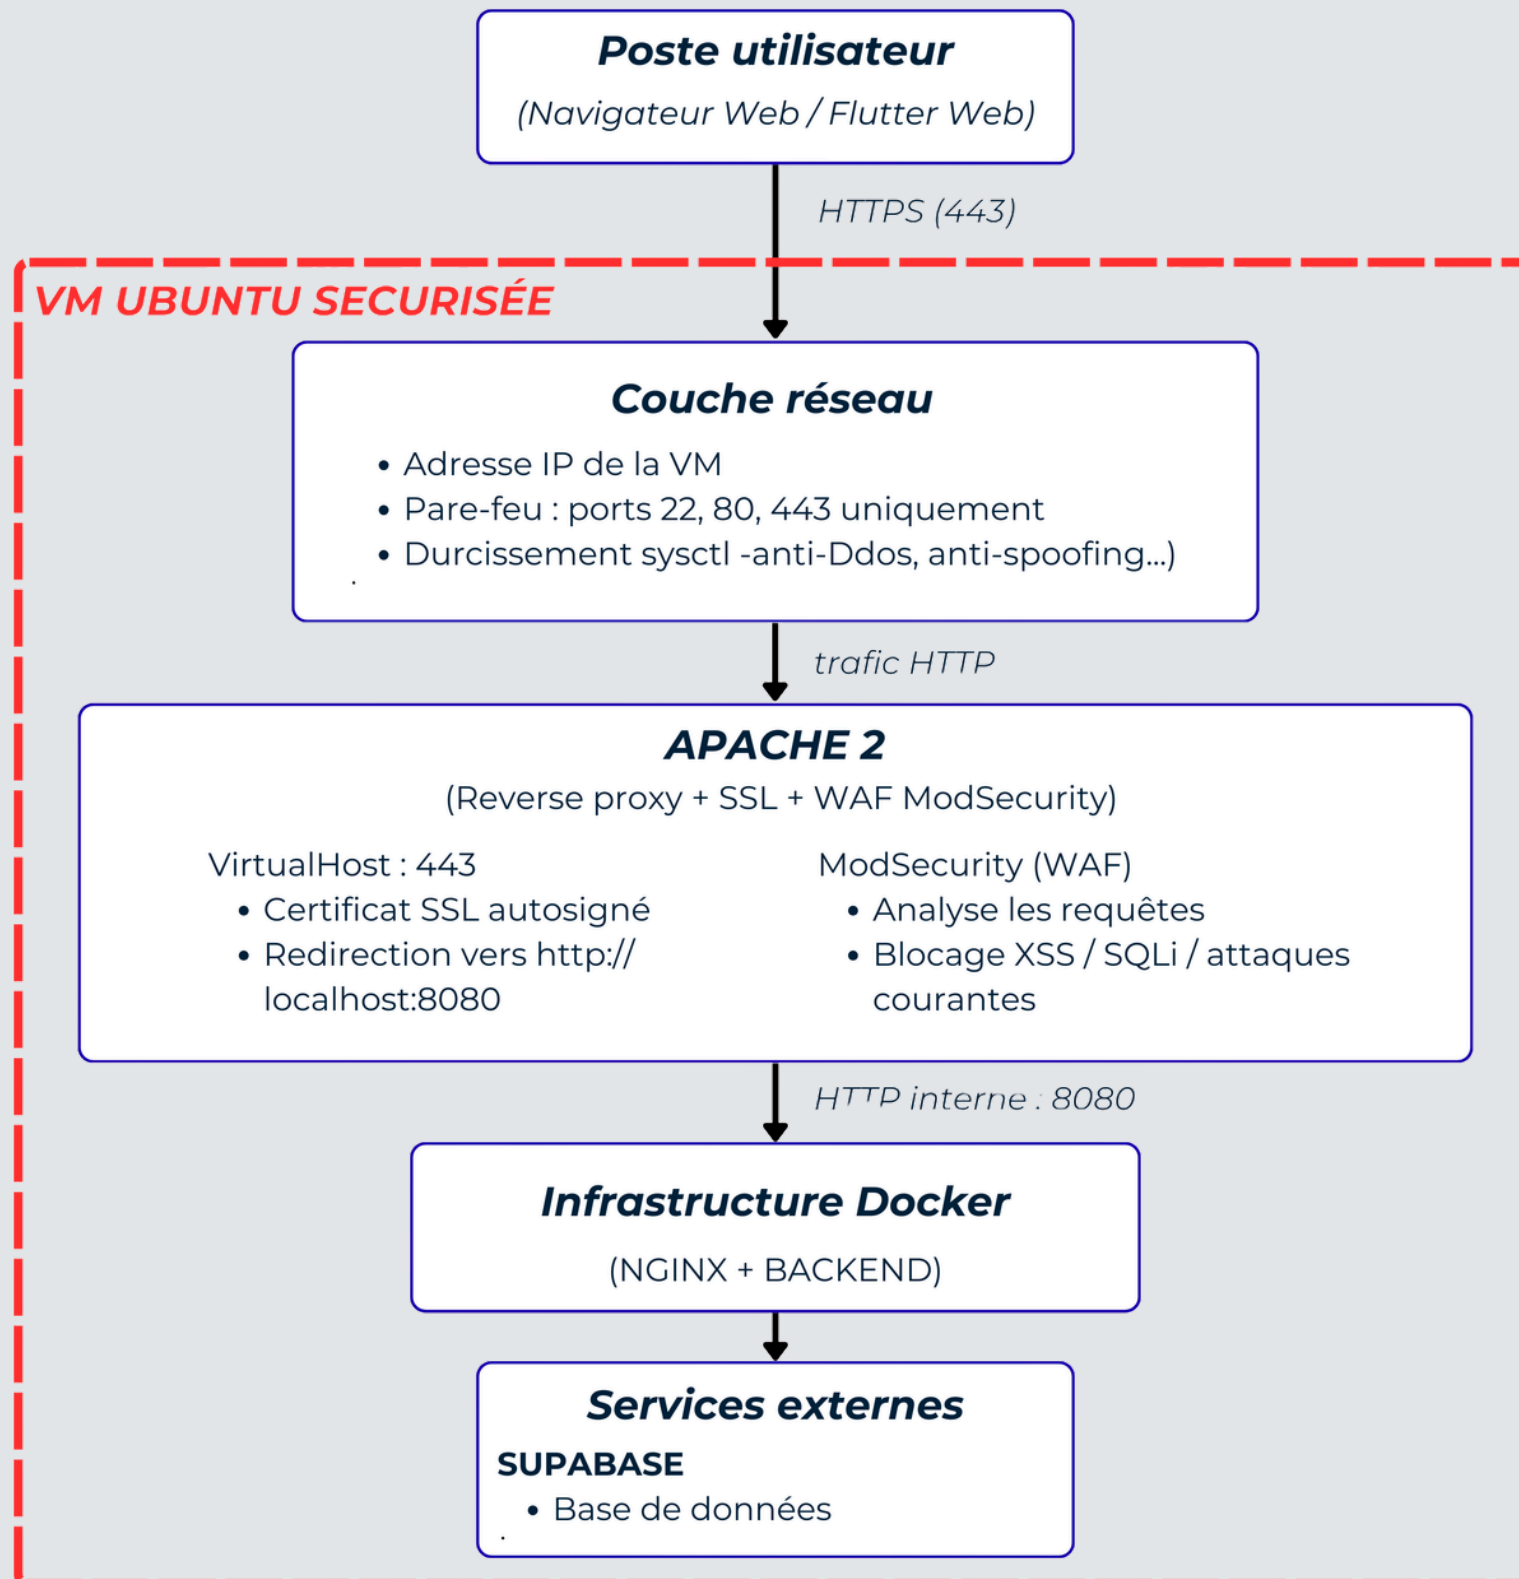 Poste utilisateur
(Navigateur Web / Flutter Web)
HTTPS (443)
VM UBUNTU SECURISÉE
Couche réseau
• Adresse IP de la VM
• Pare-feu : ports 22, 80, 443 uniquement
• Durcissement sysctl -anti-Ddos, anti-spoofing...)
.
trafic HTTP
APACHE 2
(Reverse proxy + SSL + WAF ModSecurity)
VirtualHost : 443
• Certificat SSL autosigné
• Redirection vers http://
localhost:8080
ModSecurity (WAF)
• Analyse les requêtes
• Blocage XSS / SQLi / attaques
courantes
HTTP interne : 8080
Infrastructure Docker
(NGINX + BACKEND)
Services externes
SUPABASE
• Base de données
.